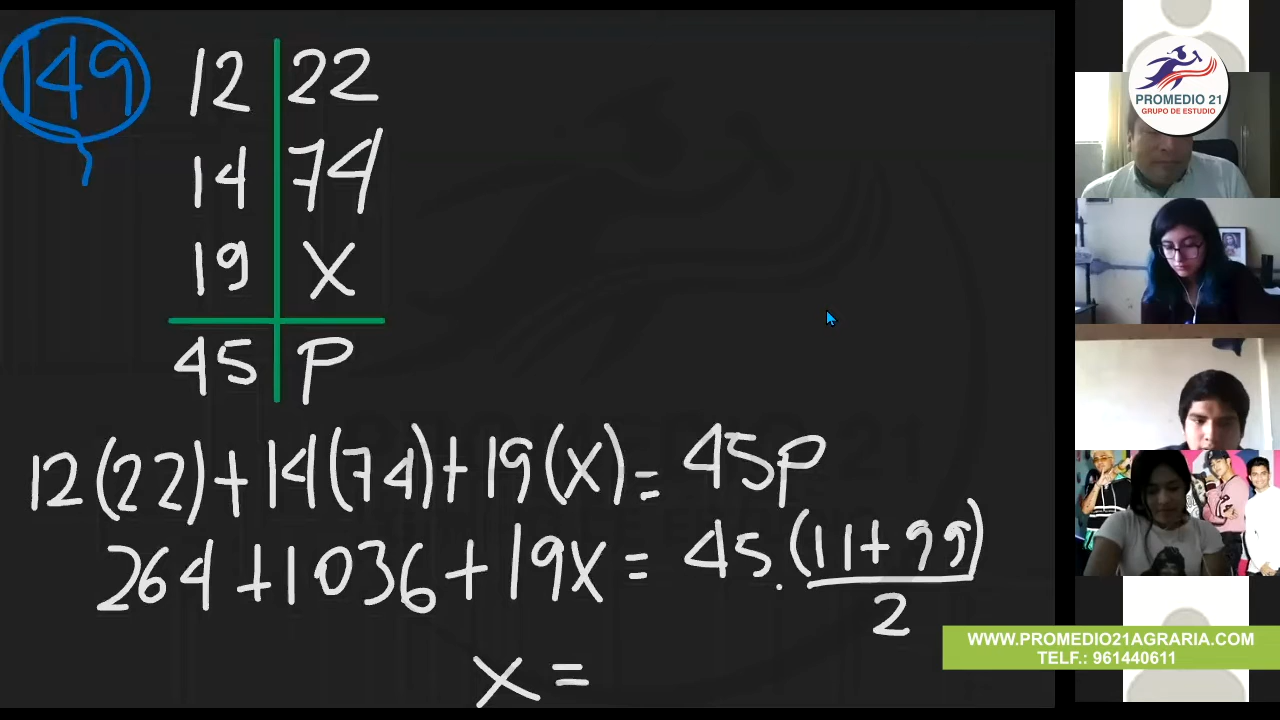 149
12 22
14 74
19 X
45 P
12(22)+14(74)+19(X)=45P
264+1036+19X=45.(11+99)
2
X=
PROMEDIO 21
GRUPO DE ESTUDIO
WWW.PROMEDIO21AGRARIA.COM
TELF.: 961440611